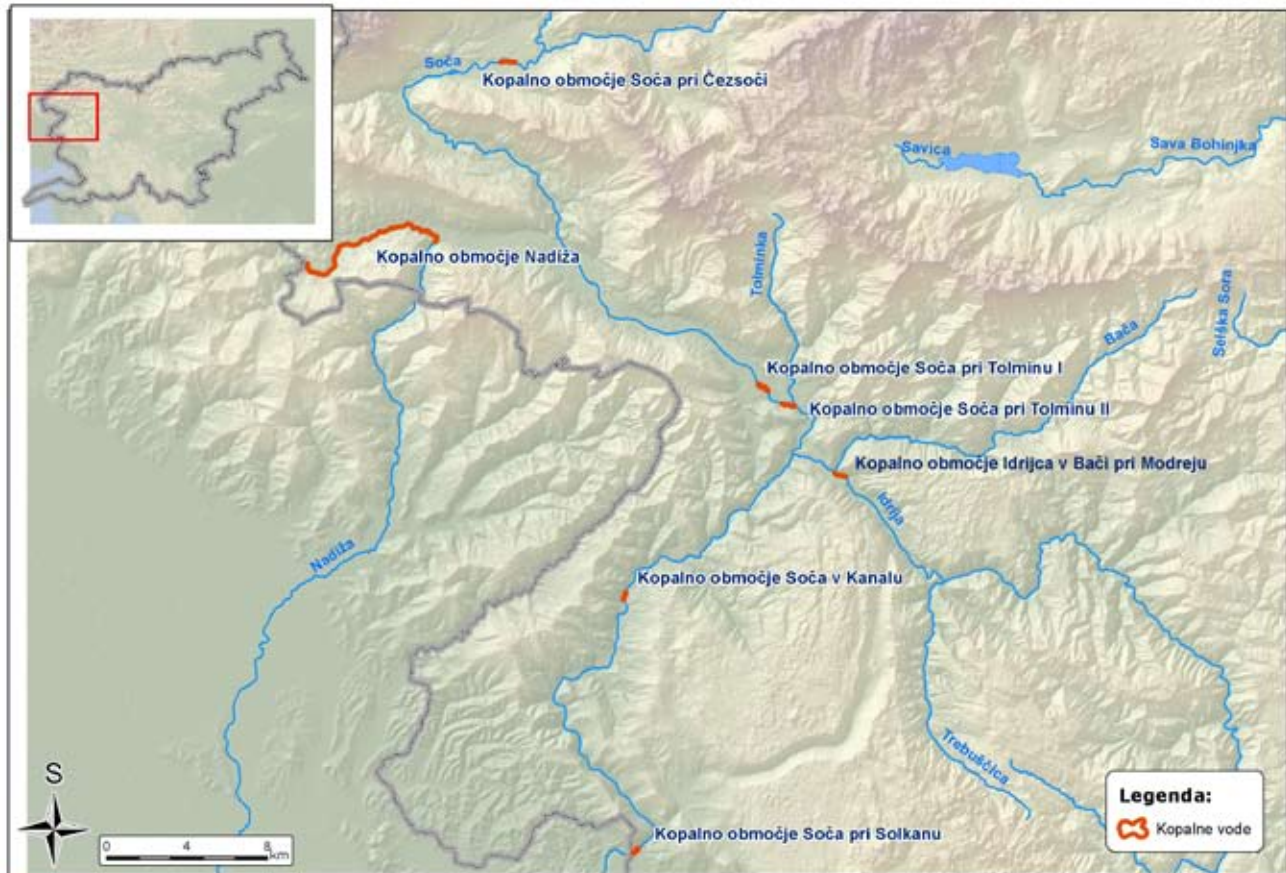 Soča
Kopalno območje Soča pri Čezsoči
Savica
Sava Bohinjka
Kopalno območje Nadiža
Tolminka
Selška Sora
Bača
Kopalno območje Soča pri Tolminu I
Kopalno območje Soča pri Tolminu II
Kopalno območje Idrijca v Bači pri Modreju
Idrija
Nadiža
Kopalno območje Soča v Kanalu
Trebuščica
S
Legenda:
Kopalne vode
Kopalno območje Soča pri Solkanu
0 4 8
km